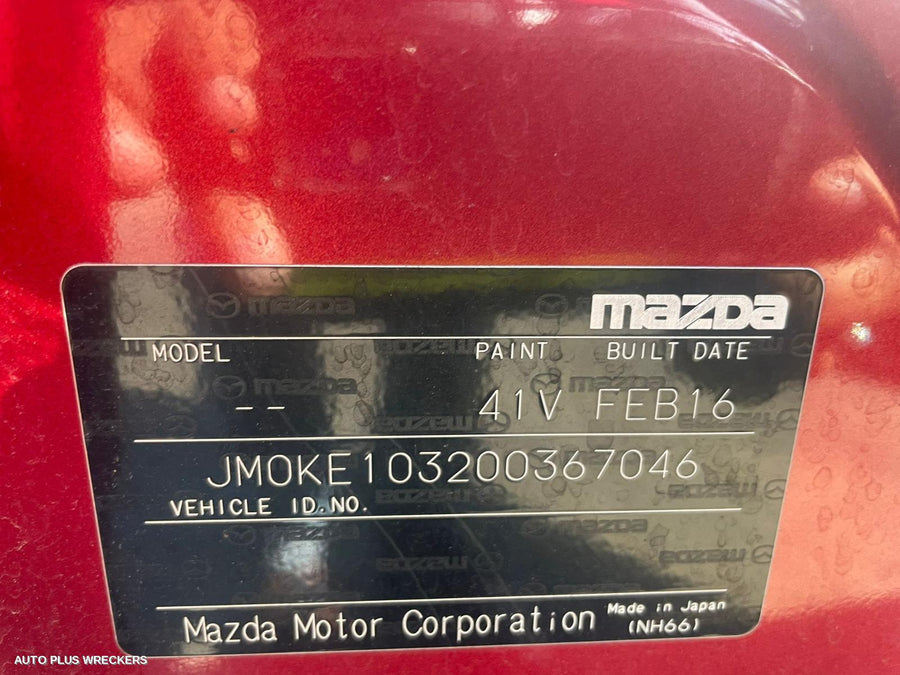 mazda
MODEL PAINT BUILT DATE
-- 41V FEB16
JM0KE103200367046
VEHICLE ID.NO.
Mazda Motor Corporation Made in Japan
(NH66)
AUTO PLUS WRECKERS